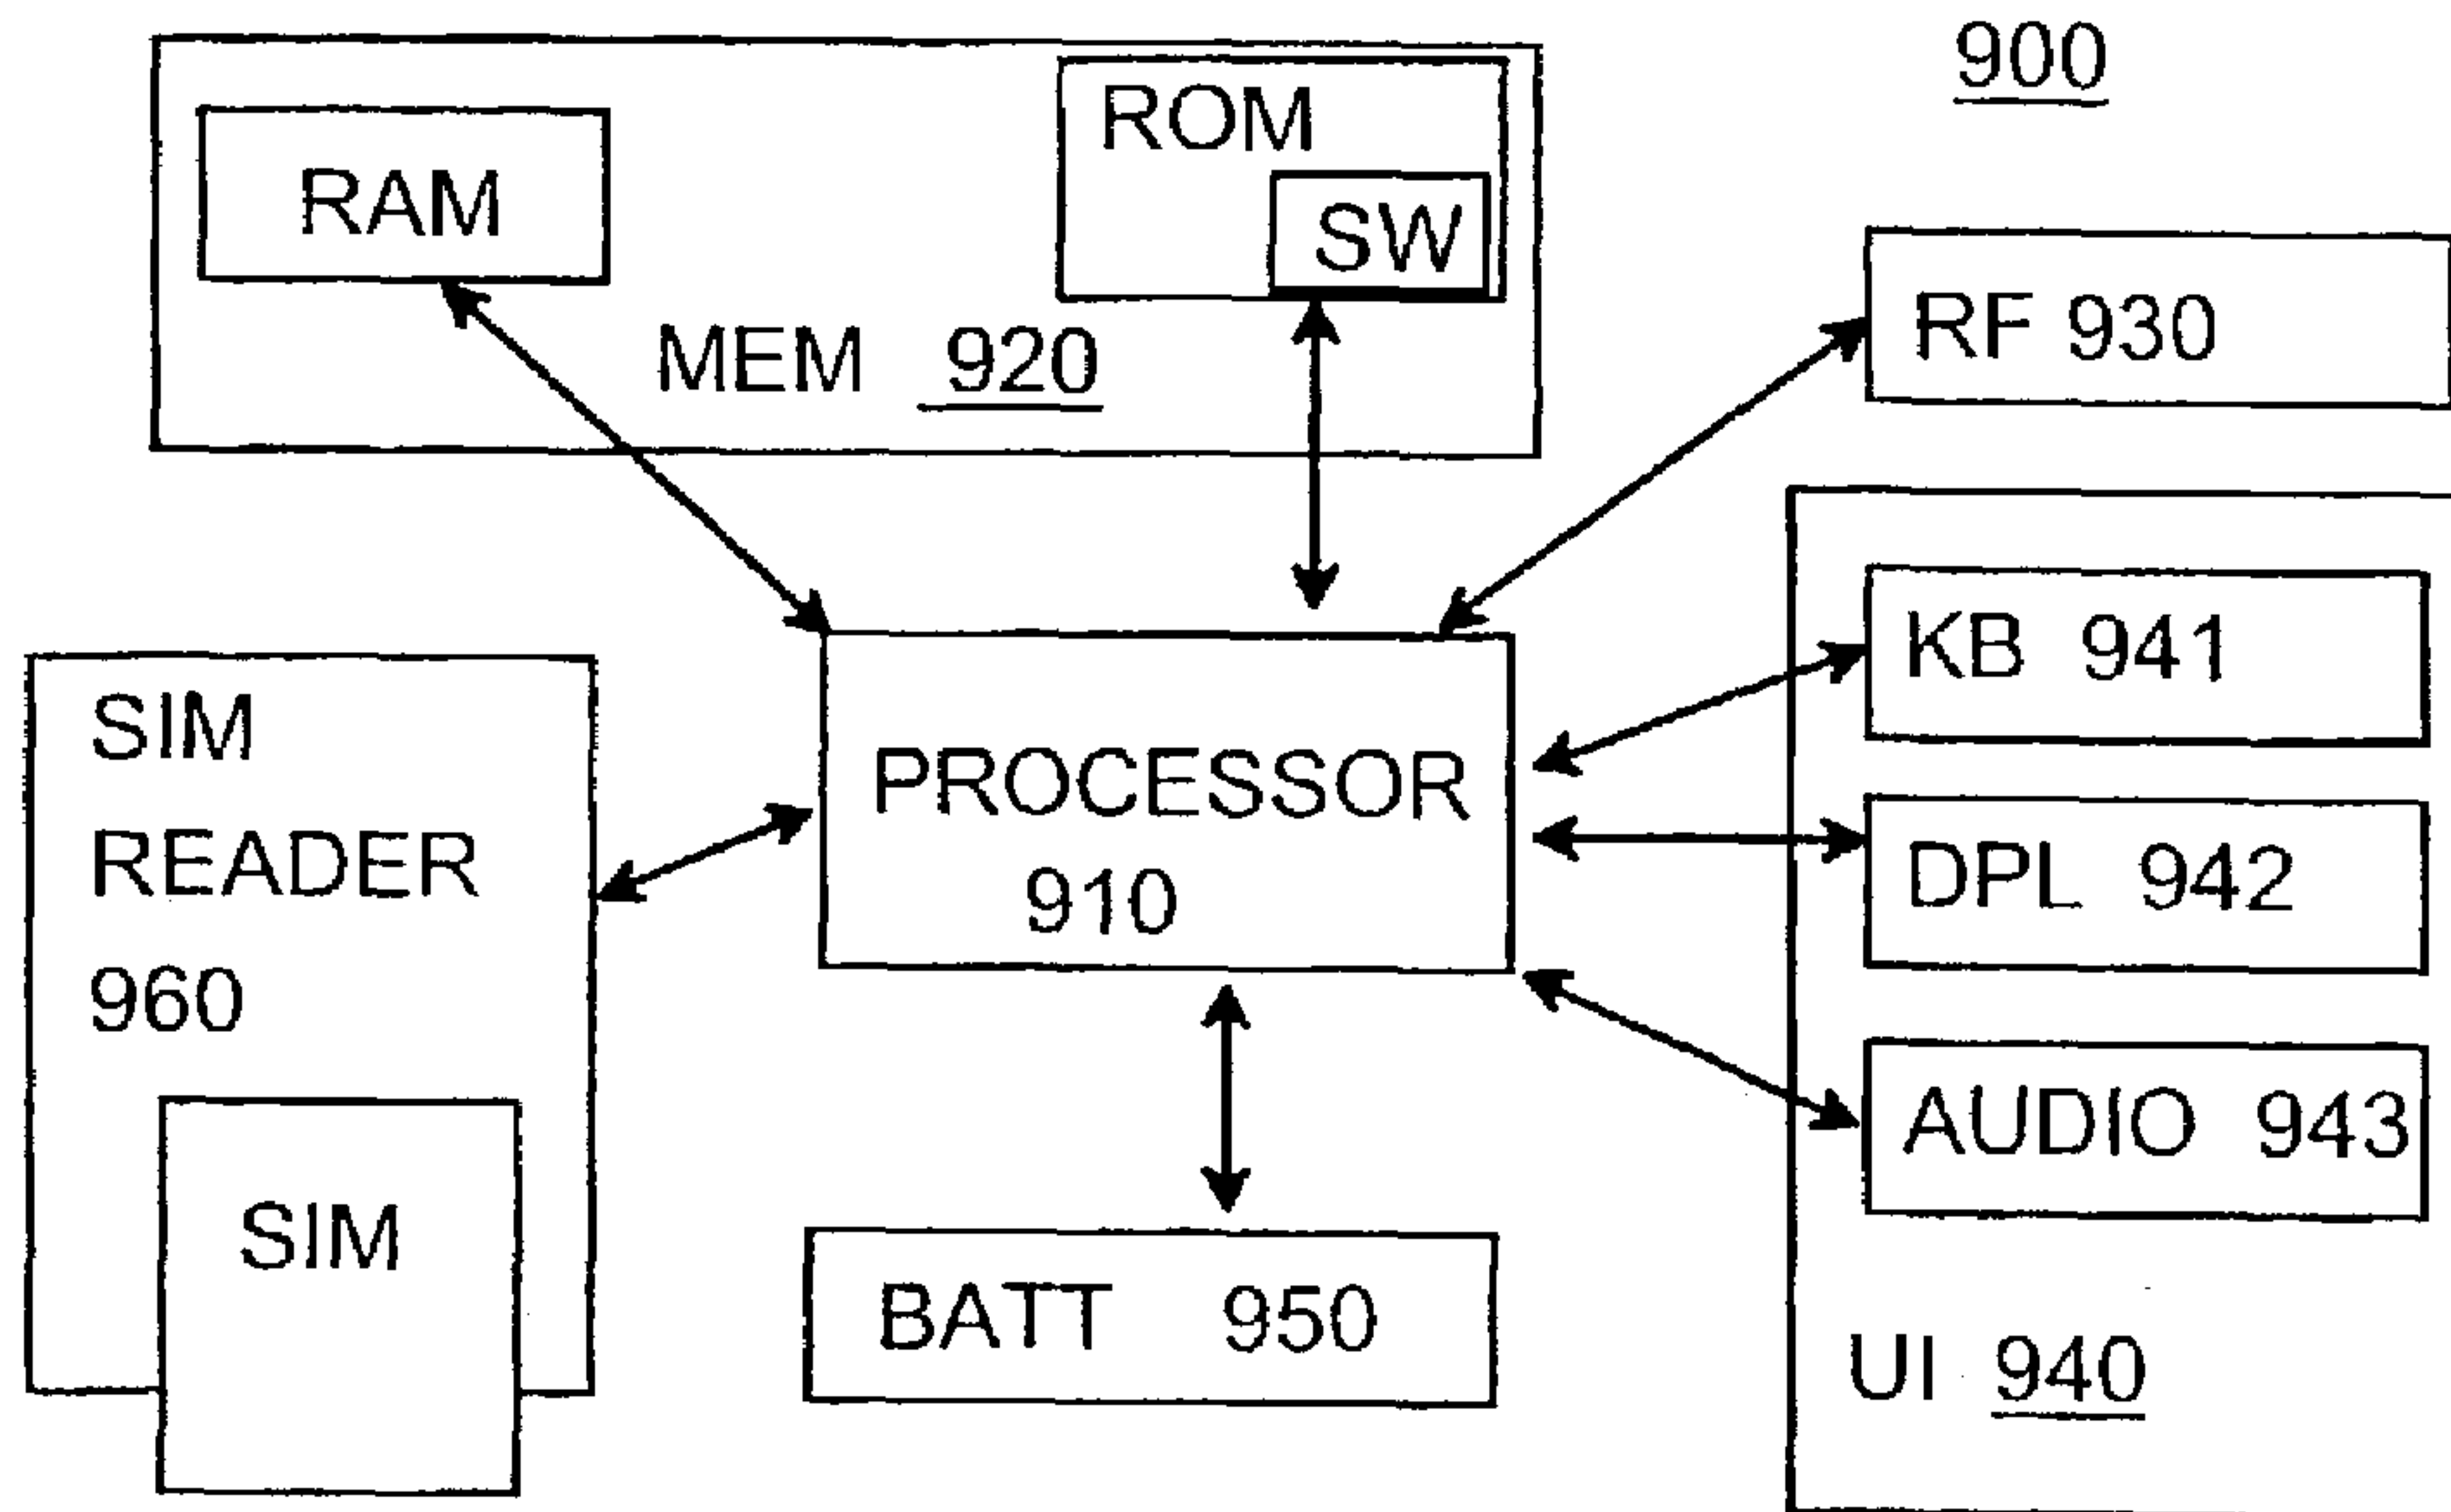 900
RAM
ROM
SW
MEM 920
RF 930
KB 941
DPL 942
AUDIO 943
UI 940
PROCESSOR
910
SIM
READER
960
SIM
BATT 950